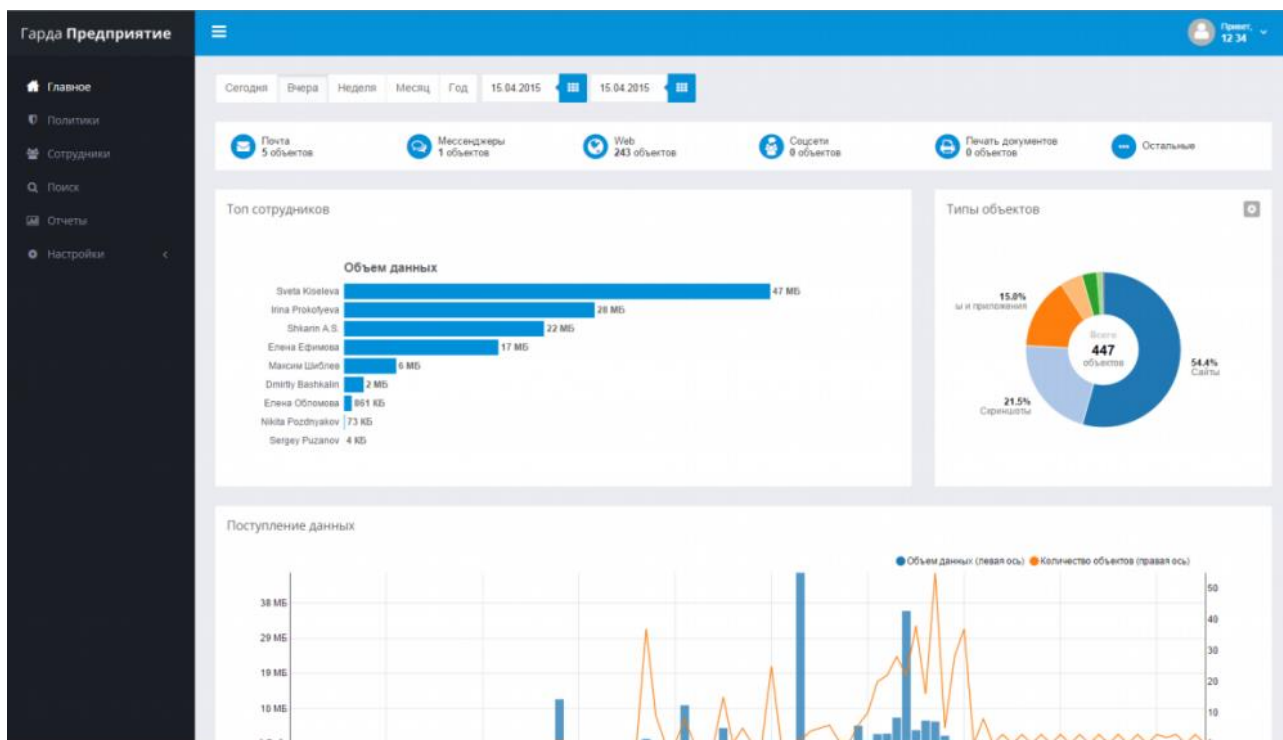 Гарда Предприятие
Привет,
12 34
Главное
Политики
Сотрудники
Поиск
Отчеты
Настройки
Сегодня Вчера Неделя Месяц Год 15.04.2015 15.04.2015
Почта
5 объектов
Мессенджеры
1 объектов
Web
243 объектов
Соцсети
0 объектов
Печать документов
0 объектов
Остальные
Топ сотрудников
Объем данных
Sveta Kiseleva 47 МБ
Irina Prokofyeva 28 МБ
Shkarin A.S. 22 МБ
Елена Ефимова 17 МБ
Максим Шиблев 6 МБ
Dmirtiy Bashkalin 2 МБ
Елена Обломова 861 КБ
Nikita Pozdnyakov 73 КБ
Sergey Puzanov 4 КБ
Типы объектов
15.0%
ы и приложения
Всего
447
объектов
54.4%
Сайты
21.5%
Скреншоты
Поступление данных
Объем данных (левая ось) Количество объектов (правая ось)
38 МБ
29 МБ
19 МБ
10 МБ
50
40
30
20
10